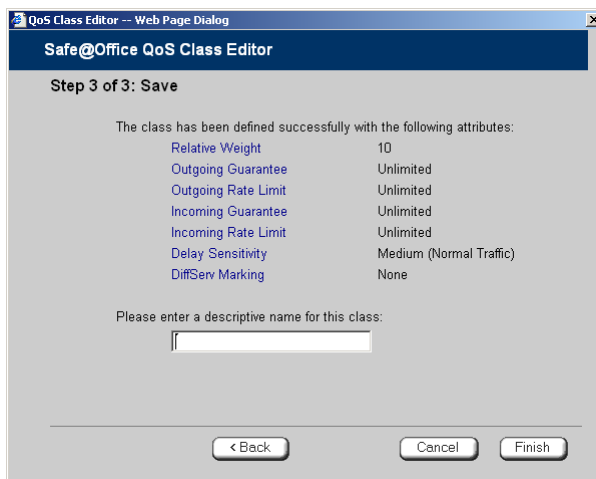 QoS Class Editor -- Web Page Dialog
Safe@Office QoS Class Editor
Step 3 of 3: Save
The class has been defined successfully with the following attributes:
Relative Weight 10
Outgoing Guarantee Unlimited
Outgoing Rate Limit Unlimited
Incoming Guarantee Unlimited
Incoming Rate Limit Unlimited
Delay Sensitivity Medium (Normal Traffic)
DiffServ Marking None
Please enter a descriptive name for this class:
< Back Cancel Finish